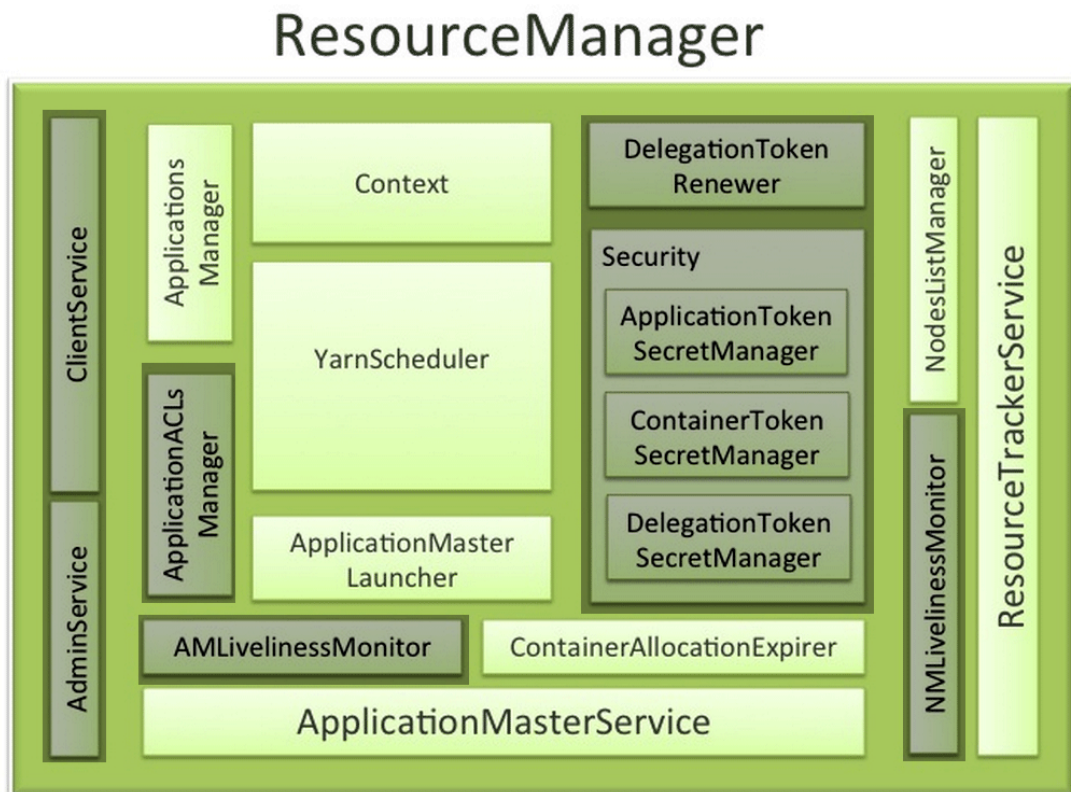 ResourceManager
ClientService
AdminService
Applications
Manager
ApplicationACLs
Manager
Context
YarnScheduler
ApplicationMaster
Launcher
AMLivelinessMonitor
ContainerAllocationExpirer
ApplicationMasterService
DelegationToken
Renewer
Security
ApplicationToken
SecretManager
ContainerToken
SecretManager
DelegationToken
SecretManager
NodesListManager
NMLivelinessMonitor
ResourceTrackerService